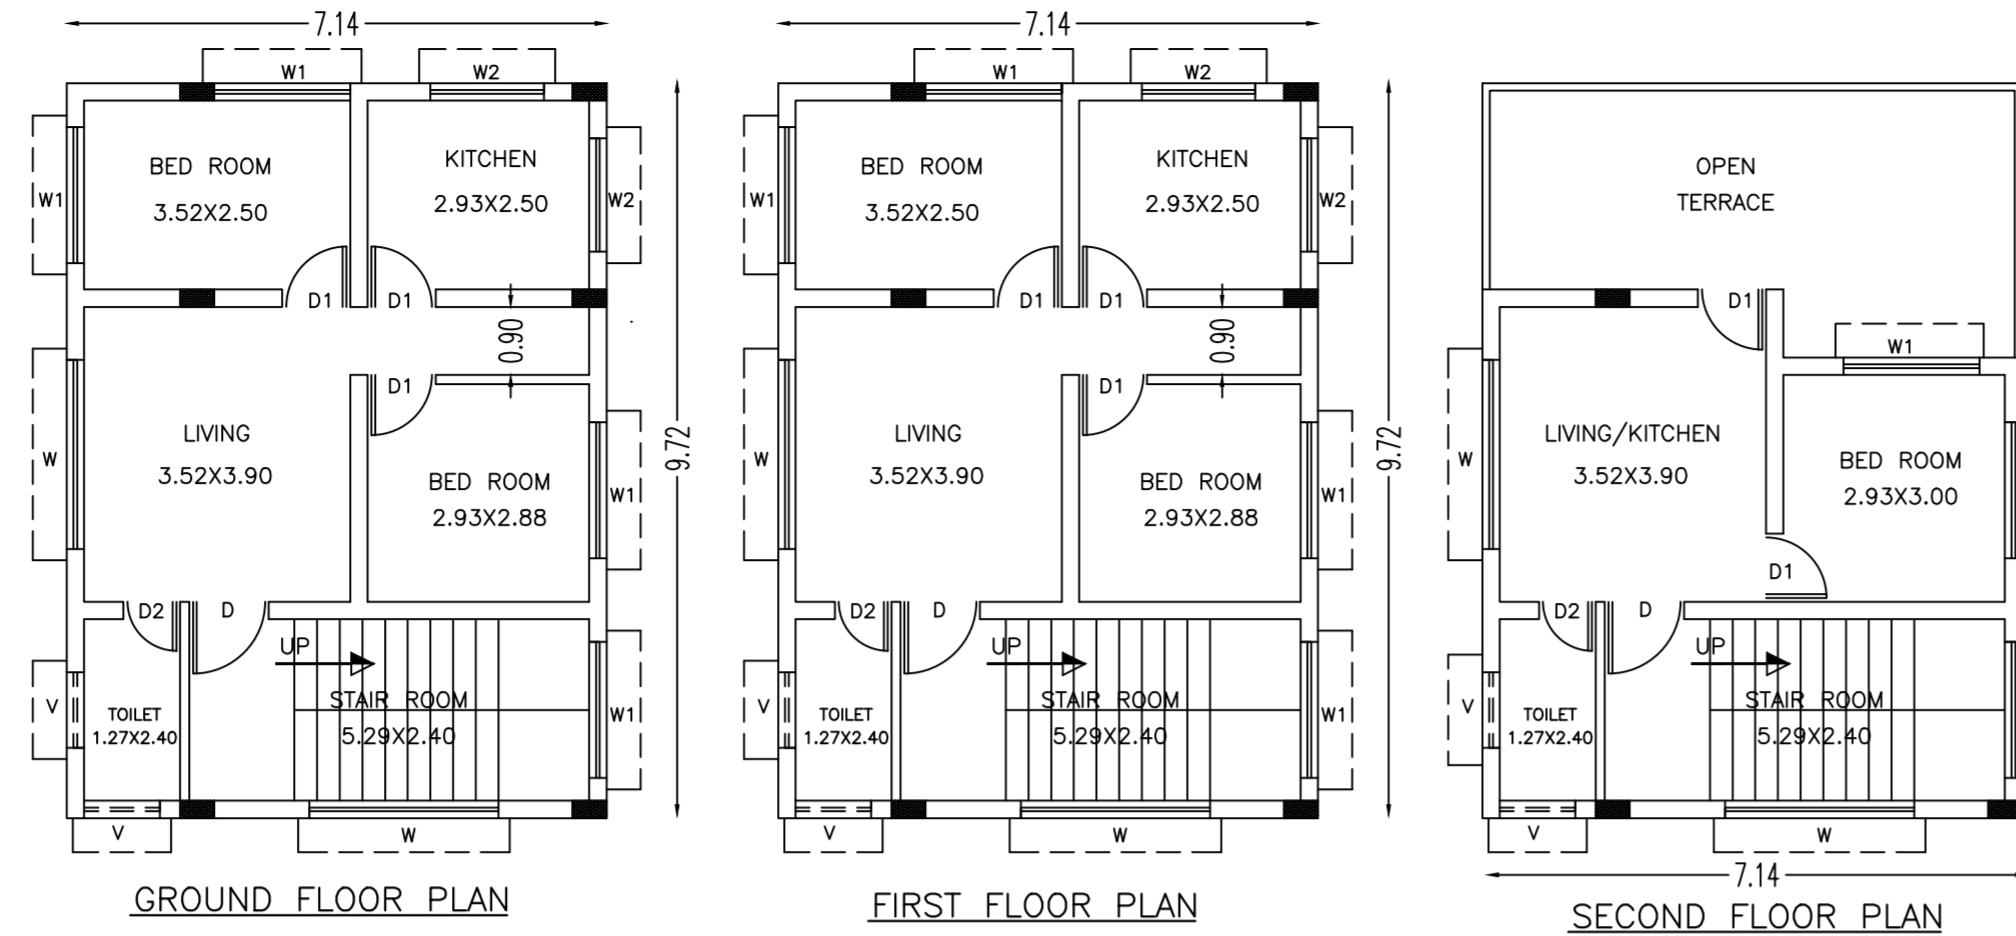 7.14
W1
W2
W1
BED ROOM
3.52X2.50
KITCHEN
2.93X2.50
W2
D1
D1
0.90
D1
W
LIVING
3.52X3.90
BED ROOM
2.93X2.88
W1
9.72
D2
D
UP
V
TOILET
1.27X2.40
STAIR ROOM
5.29X2.40
W1
V
W
GROUND FLOOR PLAN
7.14
W1
W2
W1
BED ROOM
3.52X2.50
KITCHEN
2.93X2.50
W2
D1
D1
0.90
D1
W
LIVING
3.52X3.90
BED ROOM
2.93X2.88
W1
9.72
D2
D
UP
V
TOILET
1.27X2.40
STAIR ROOM
5.29X2.40
W1
V
W
FIRST FLOOR PLAN
OPEN
TERRACE
D1
W1
W
LIVING/KITCHEN
3.52X3.90
BED ROOM
2.93X3.00
D1
D2
D
UP
V
TOILET
1.27X2.40
STAIR ROOM
5.29X2.40
V
W
7.14
SECOND FLOOR PLAN